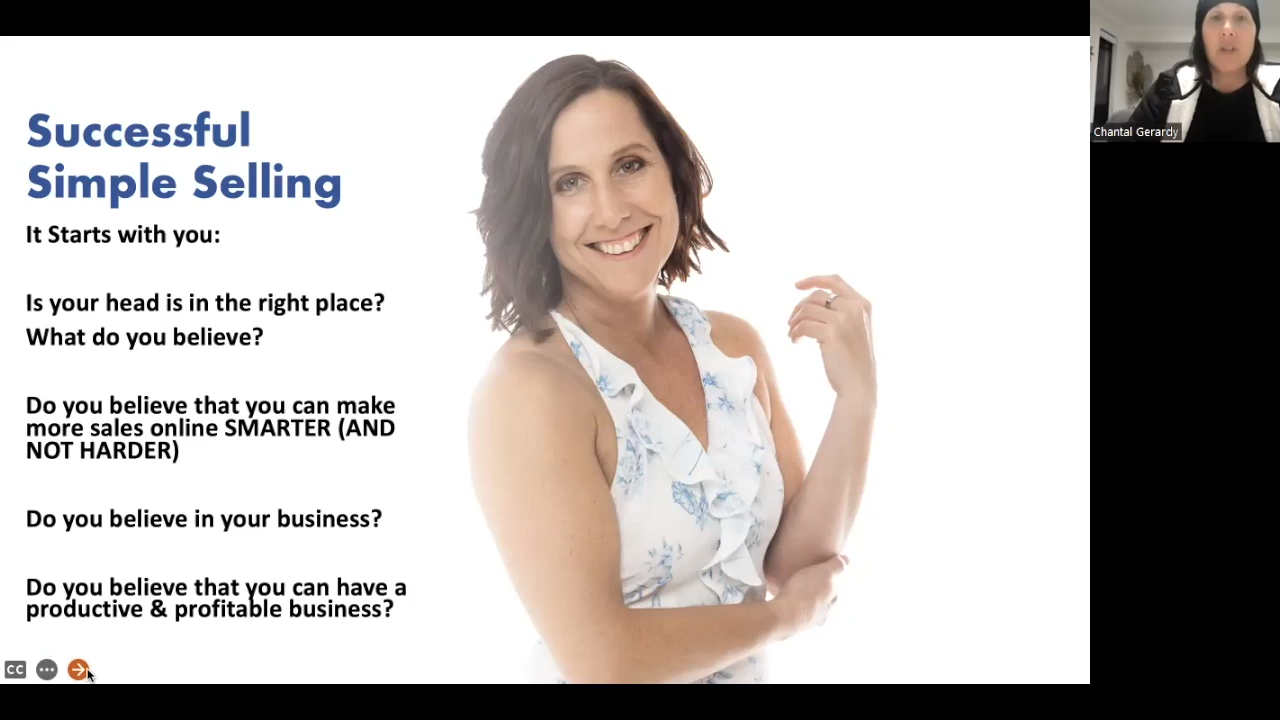 Successful
Simple Selling
It Starts with you:
Is your head is in the right place?
What do you believe?
Do you believe that you can make
more sales online SMARTER (AND
NOT HARDER)
Do you believe in your business?
Do you believe that you can have a
productive & profitable business?
CC
Chantal Gerardy